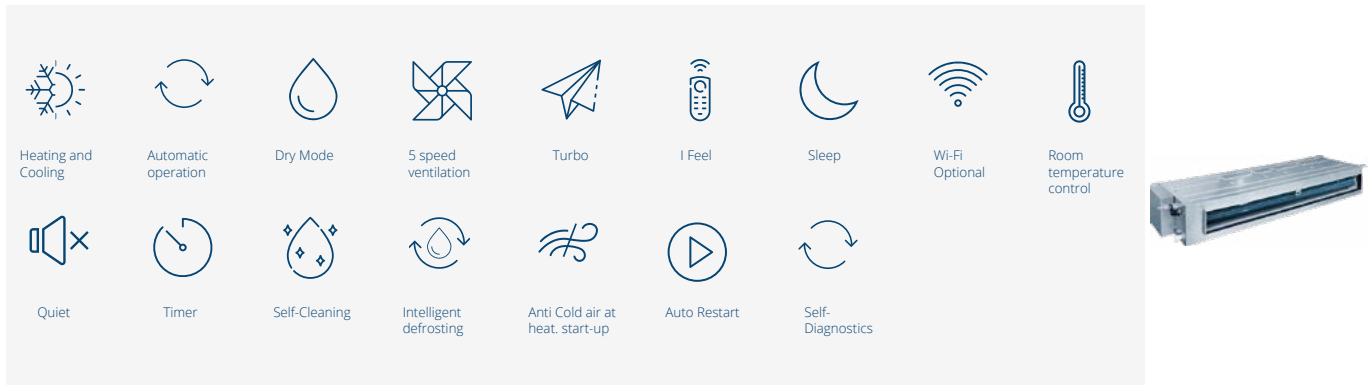 Heating and
Cooling
Automatic
operation
Dry Mode
5 speed
ventilation
Turbo
I Feel
Sleep
Wi-Fi
Optional
Room
temperature
control
Quiet
Timer
Self-Cleaning
Intelligent
defrosting
Anti Cold air at
heat. start-up
Auto Restart
Self-
Diagnostics